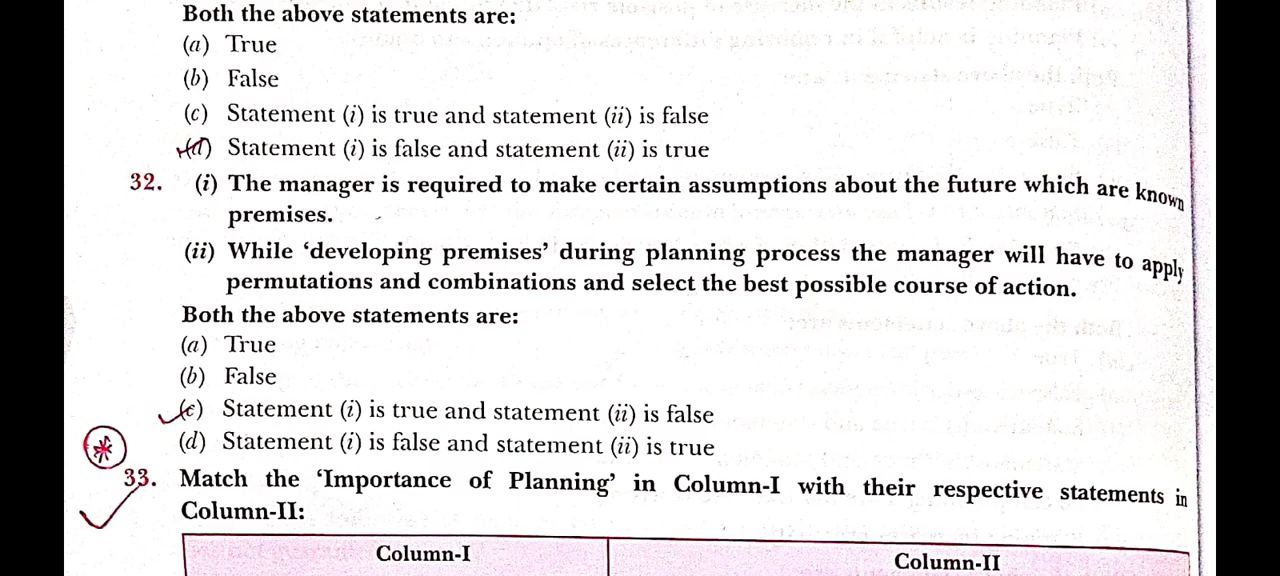 Both the above statements are:
(a) True
(b) False
(c) Statement (i) is true and statement (ii) is false
(d) Statement (i) is false and statement (ii) is true
32. (i) The manager is required to make certain assumptions about the future which are known
premises.
(ii) While ‘developing premises’ during planning process the manager will have to apply
permutations and combinations and select the best possible course of action.
Both the above statements are:
(a) True
(b) False
(c) Statement (i) is true and statement (ii) is false
(d) Statement (i) is false and statement (ii) is true
33. Match the ‘Importance of Planning’ in Column-I with their respective statements in
Column-II:
Column-I Column-II